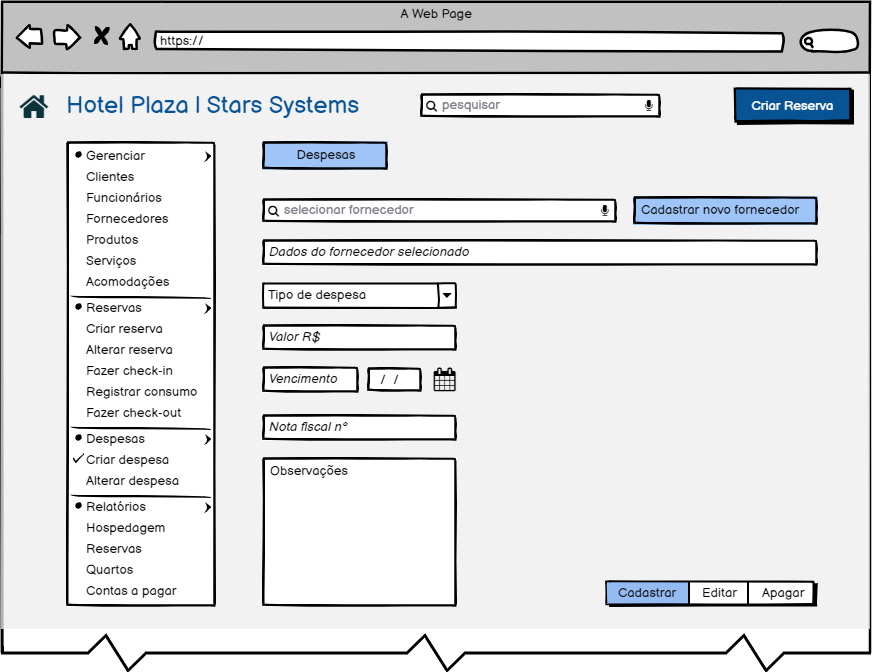 A Web Page
https://
Hotel Plaza | Stars Systems
pesquisar
Criar Reserva
Gerenciar
Clientes
Funcionários
Fornecedores
Produtos
Serviços
Acomodações
Reservas
Criar reserva
Alterar reserva
Fazer check-in
Registrar consumo
Fazer check-out
Despesas
Criar despesa
Alterar despesa
Relatórios
Hospedagem
Reservas
Quartos
Contas a pagar
Despesas
selecionar fornecedor
Cadastrar novo fornecedor
Dados do fornecedor selecionado
Tipo de despesa
Valor R$
Vencimento
/ /
Nota fiscal nº
Observações
Cadastrar
Editar
Apagar